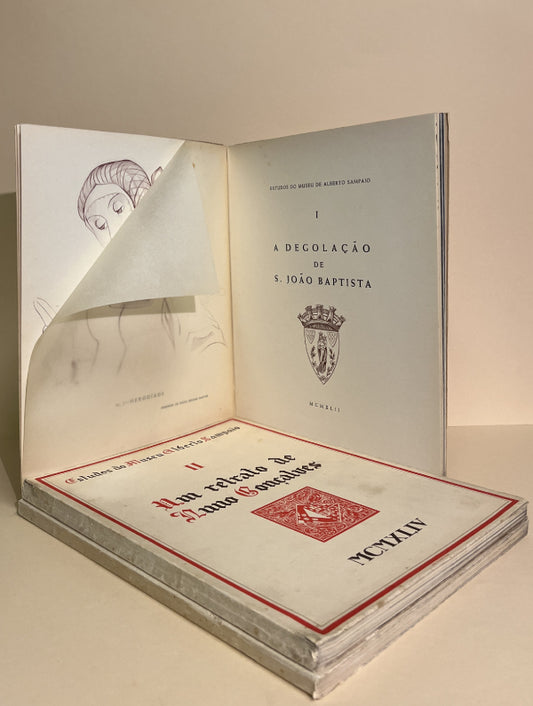 ESTUDOS DO MUSEU DE ALBERTO SAMPAIO
I
A DEGOLAÇÃO
DE
S. JOÃO BAPTISTA
MCMXLII
HERODÍADE
Estudos do Museu Alberto Sampaio
II
Um retrato de
Nuno Gonçalves
MCMXLIV